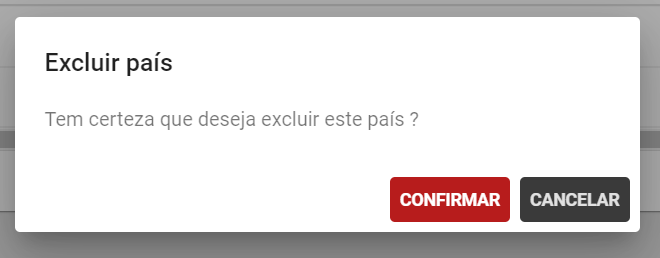 Excluir país
Tem certeza que deseja excluir este país ?
CONFIRMAR CANCELAR